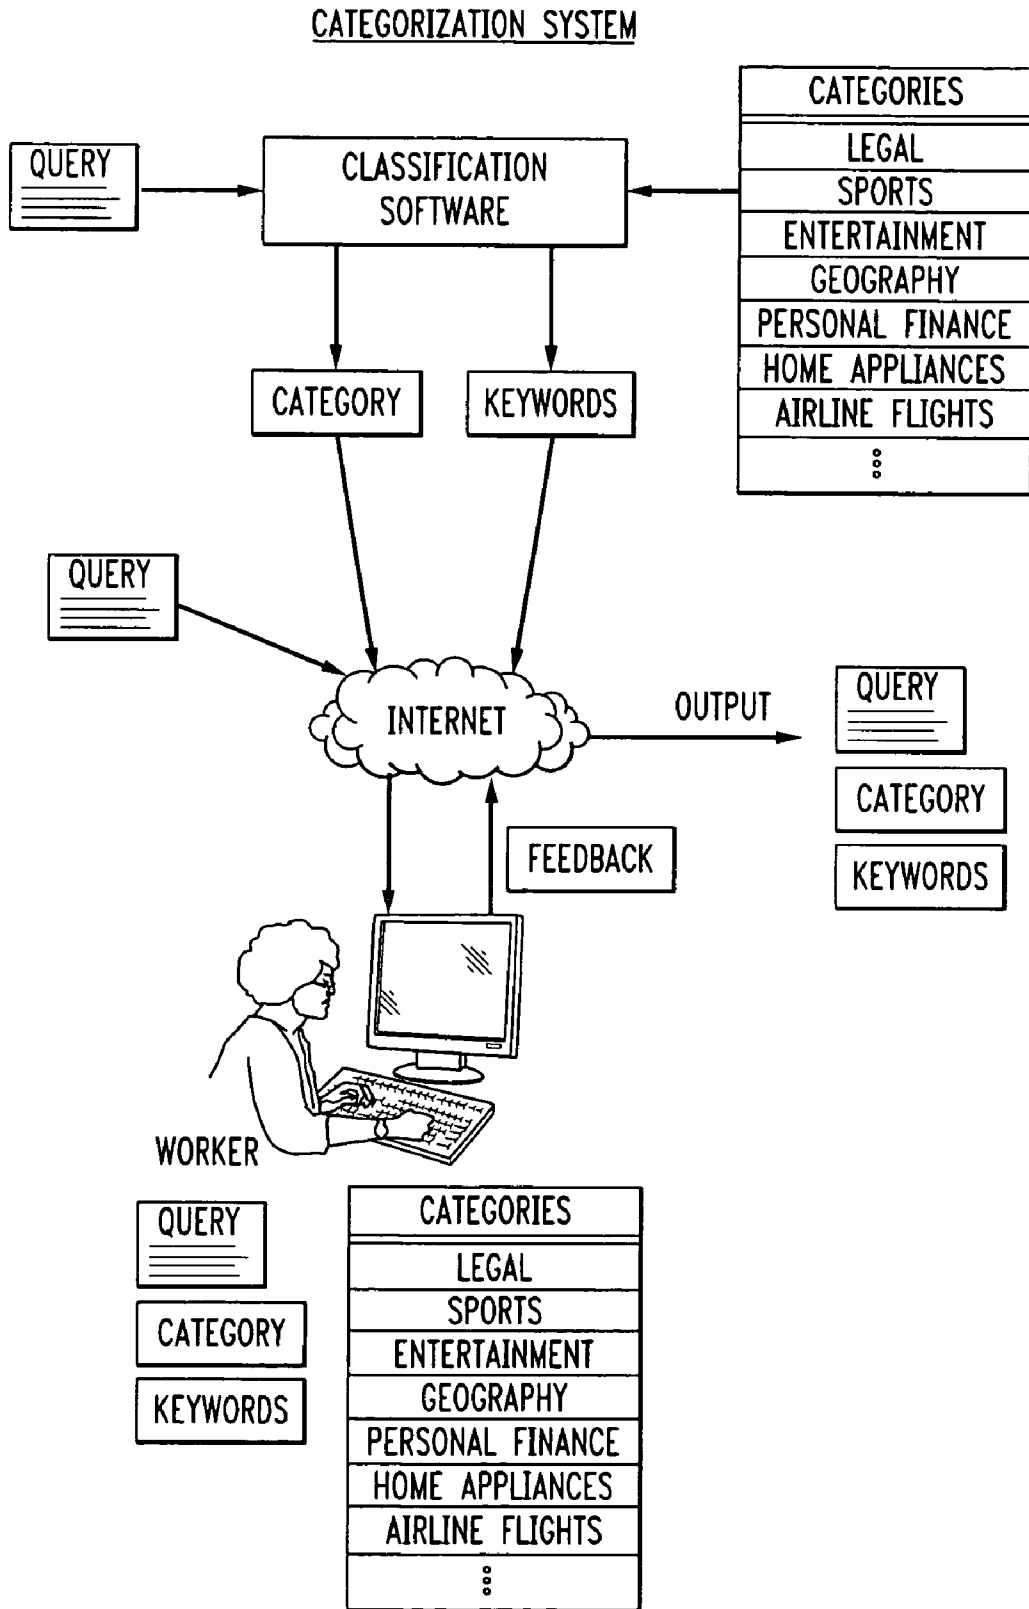 CATEGORIZATION SYSTEM
CATEGORIES
LEGAL
SPORTS
ENTERTAINMENT
GEOGRAPHY
PERSONAL FINANCE
HOME APPLIANCES
AIRLINE FLIGHTS
QUERY
CLASSIFICATION
SOFTWARE
CATEGORY
KEYWORDS
QUERY
INTERNET
OUTPUT
QUERY
CATEGORY
KEYWORDS
FEEDBACK
WORKER
QUERY
CATEGORY
KEYWORDS
CATEGORIES
LEGAL
SPORTS
ENTERTAINMENT
GEOGRAPHY
PERSONAL FINANCE
HOME APPLIANCES
AIRLINE FLIGHTS